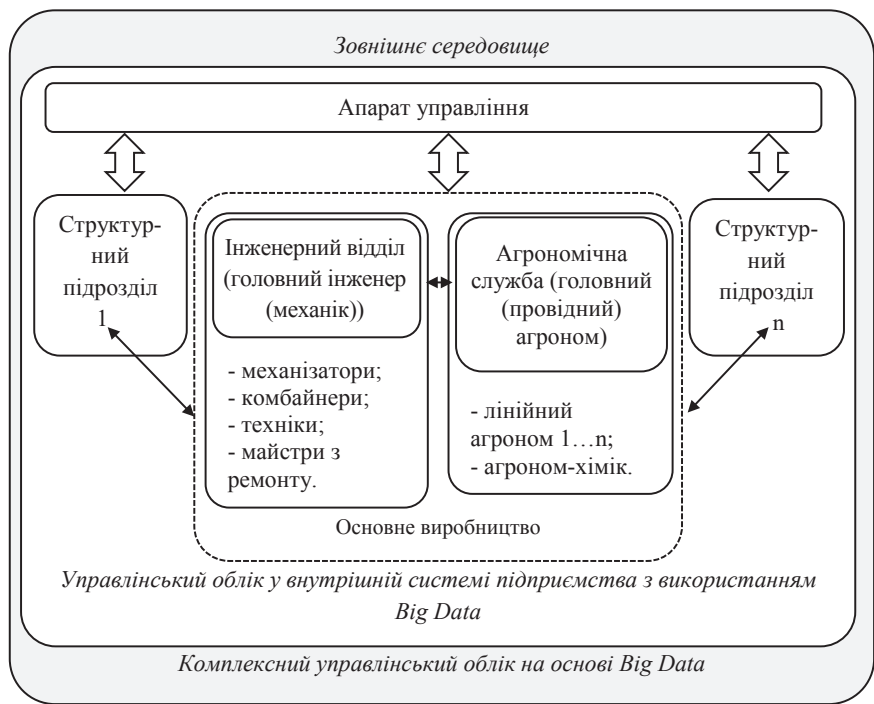 Зовнішнє середовище
Апарат управління
Структур-
ний
підрозділ
1
Інженерний відділ
(головний інженер
(механік))
- механізатори;
- комбайнери;
- техніки;
- майстри з
ремонту.
Агрономічна
служба (головний
(провідний)
агроном)
- лінійний
агроном 1…n;
- агроном-хімік.
Структур-
ний
підрозділ
n
Основне виробництво
Управлінський облік у внутрішній системі підприємства з використанням
Big Data
Комплексний управлінський облік на основі Big Data